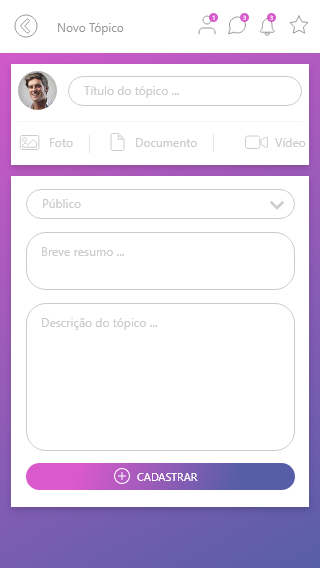 Novo Tópico
1
3
3
Título do tópico ...
Foto
Documento
Vídeo
Público
Breve resumo ...
Descrição do tópico ...
CADASTRAR